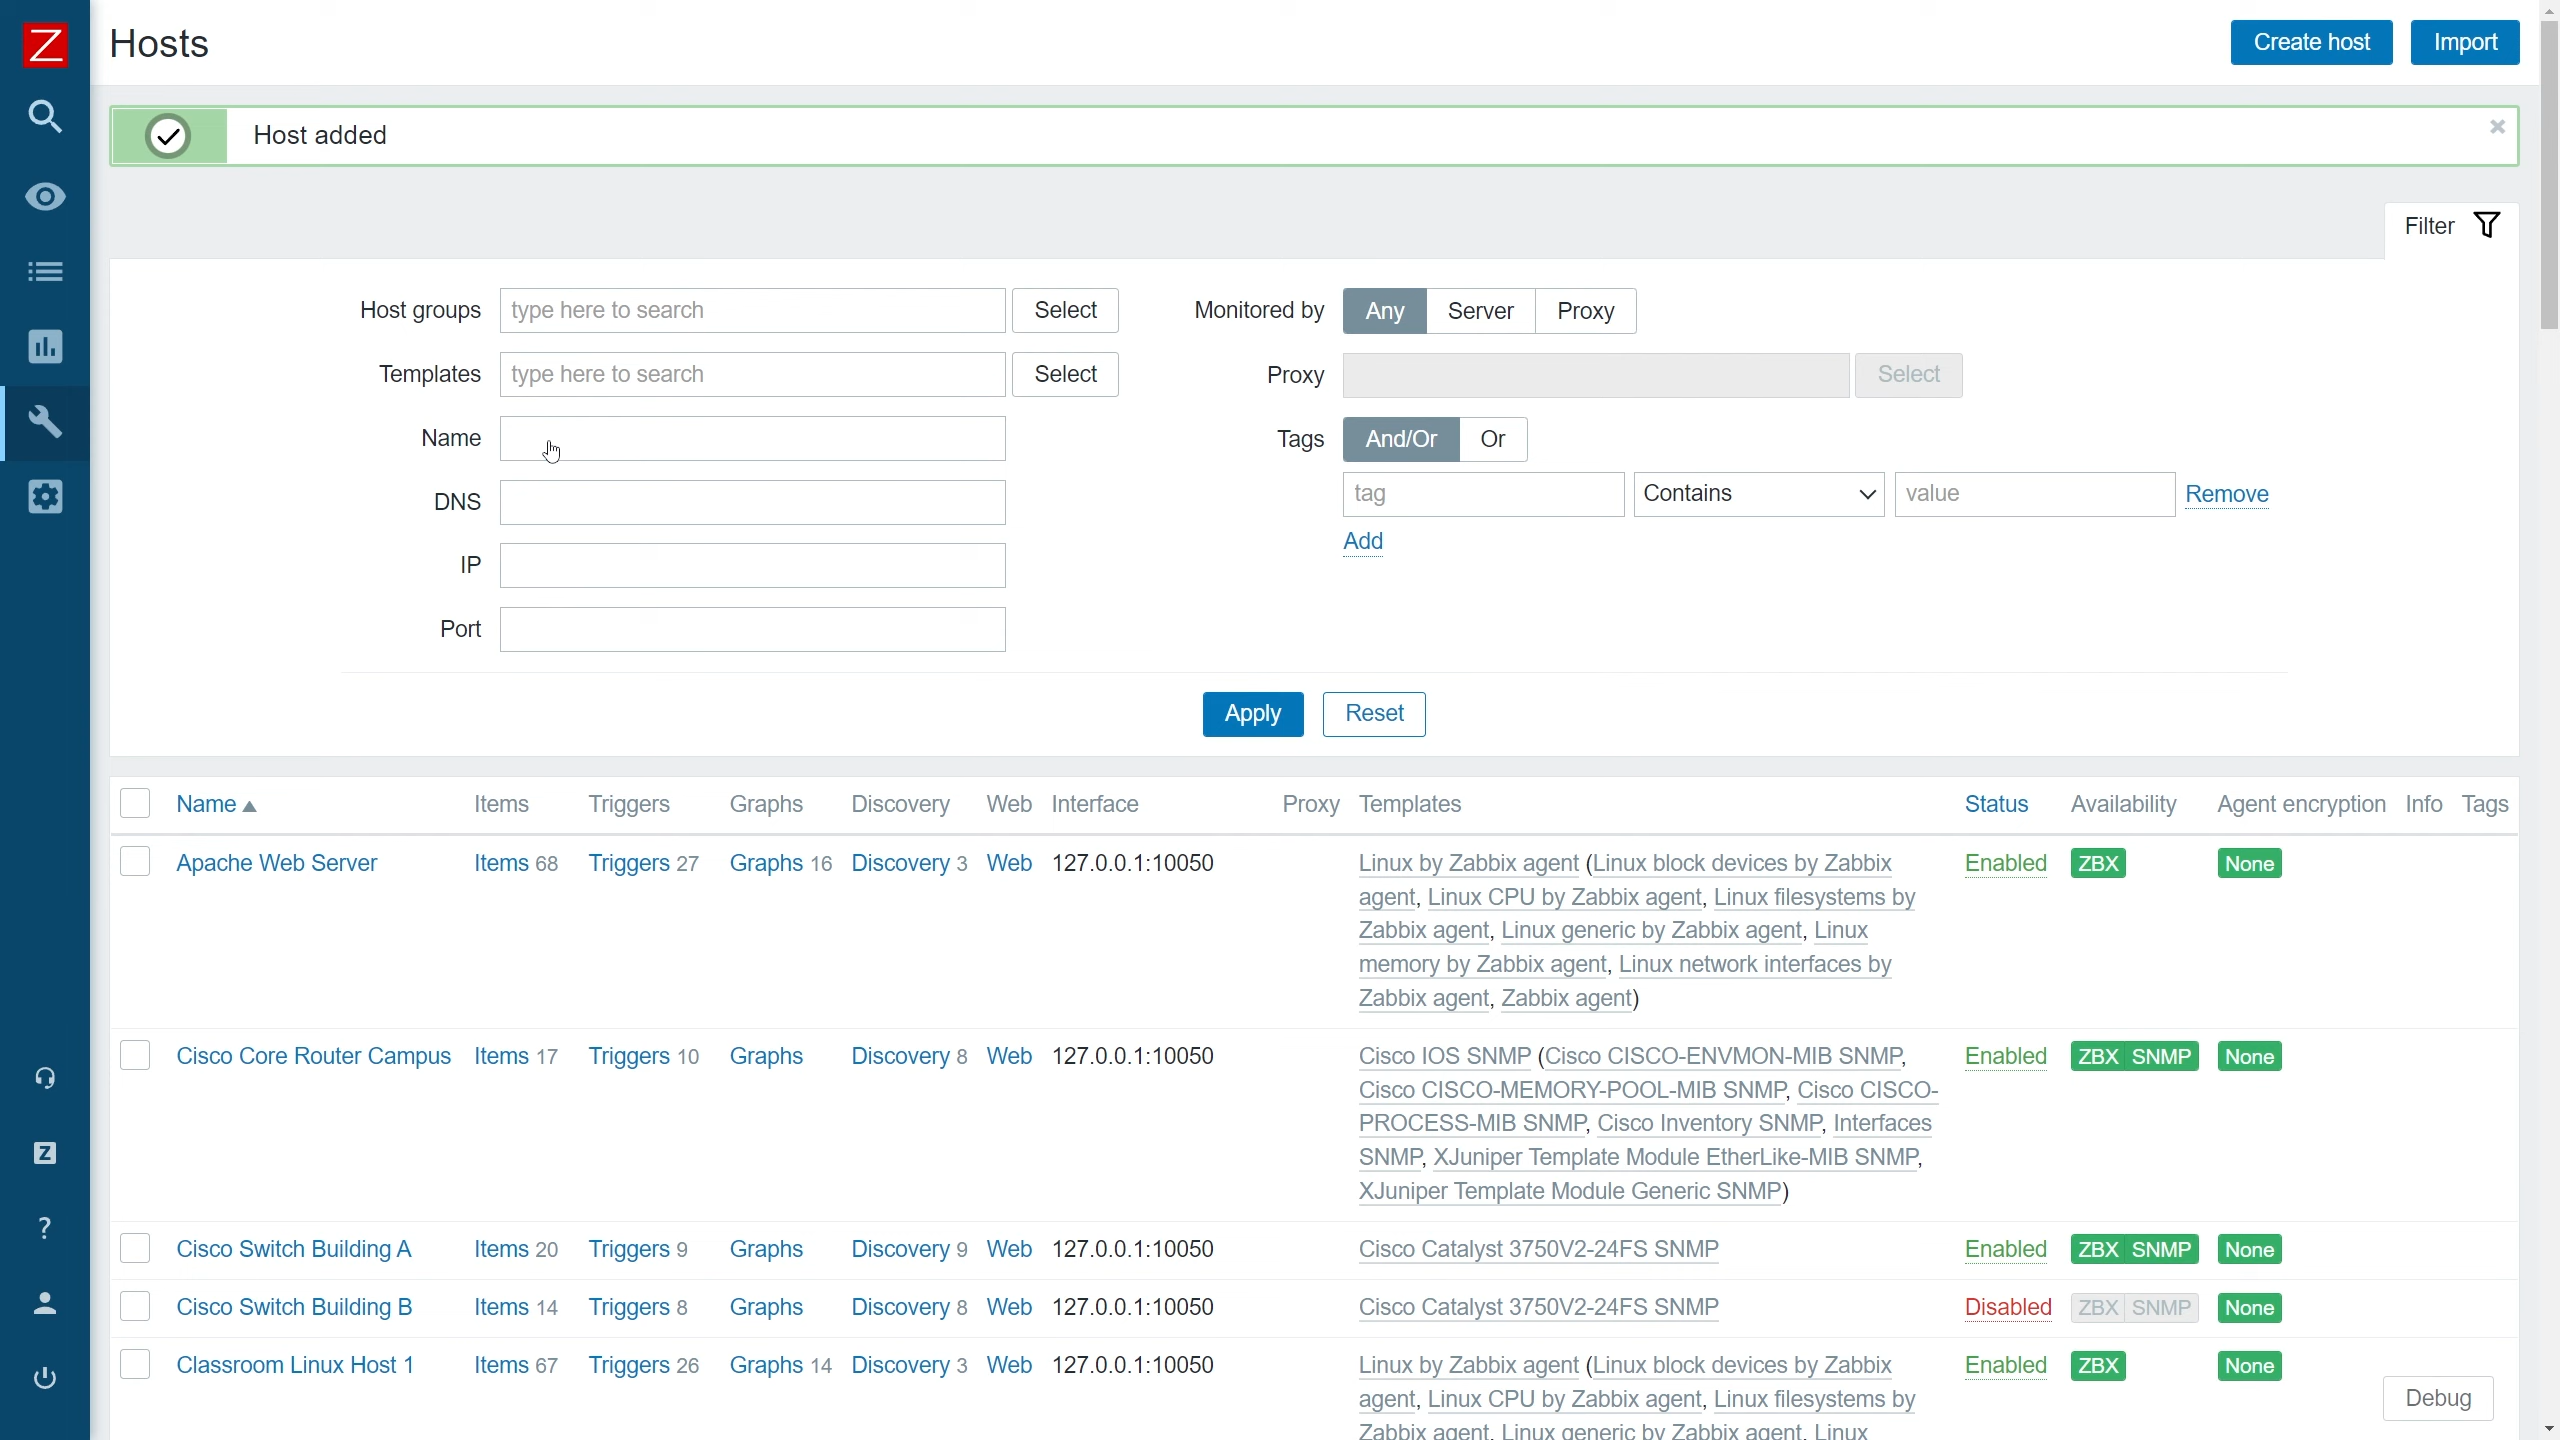 Z
Hosts
Create host Import
Host added
Filter
Host groups type here to search Select Monitored by Any Server Proxy
Templates type here to search Select Proxy Select
Name Tags And/Or Or
DNS tag Contains value Remove
Add
IP
Port
Apply Reset
Name Items Triggers Graphs Discovery Web Interface Proxy Templates Status Availability Agent encryption Info Tags
Apache Web Server Items 68 Triggers 27 Graphs 16 Discovery 3 Web 127.0.0.1:10050 Linux by Zabbix agent (Linux block devices by Zabbix Enabled ZBX None
agent, Linux CPU by Zabbix agent, Linux filesystems by
Zabbix agent, Linux generic by Zabbix agent, Linux
memory by Zabbix agent, Linux network interfaces by
Zabbix agent, Zabbix agent)
Cisco Core Router Campus Items 17 Triggers 10 Graphs Discovery 8 Web 127.0.0.1:10050 Cisco IOS SNMP (Cisco CISCO-ENVMON-MIB SNMP, Enabled ZBX SNMP None
Cisco CISCO-MEMORY-POOL-MIB SNMP, Cisco CISCO-
PROCESS-MIB SNMP, Cisco Inventory SNMP, Interfaces
SNMP, XJuniper Template Module EtherLike-MIB SNMP,
XJuniper Template Module Generic SNMP)
Z
?
Cisco Switch Building A Items 20 Triggers 9 Graphs Discovery 9 Web 127.0.0.1:10050 Cisco Catalyst 3750V2-24FS SNMP Enabled ZBX SNMP None
Cisco Switch Building B Items 14 Triggers 8 Graphs Discovery 8 Web 127.0.0.1:10050 Cisco Catalyst 3750V2-24FS SNMP Disabled ZBX SNMP None
Classroom Linux Host 1 Items 67 Triggers 26 Graphs 14 Discovery 3 Web 127.0.0.1:10050 Linux by Zabbix agent (Linux block devices by Zabbix Enabled ZBX None
agent, Linux CPU by Zabbix agent, Linux filesystems by
Debug
Zabbix agent, Linux generic by Zabbix agent, Linux